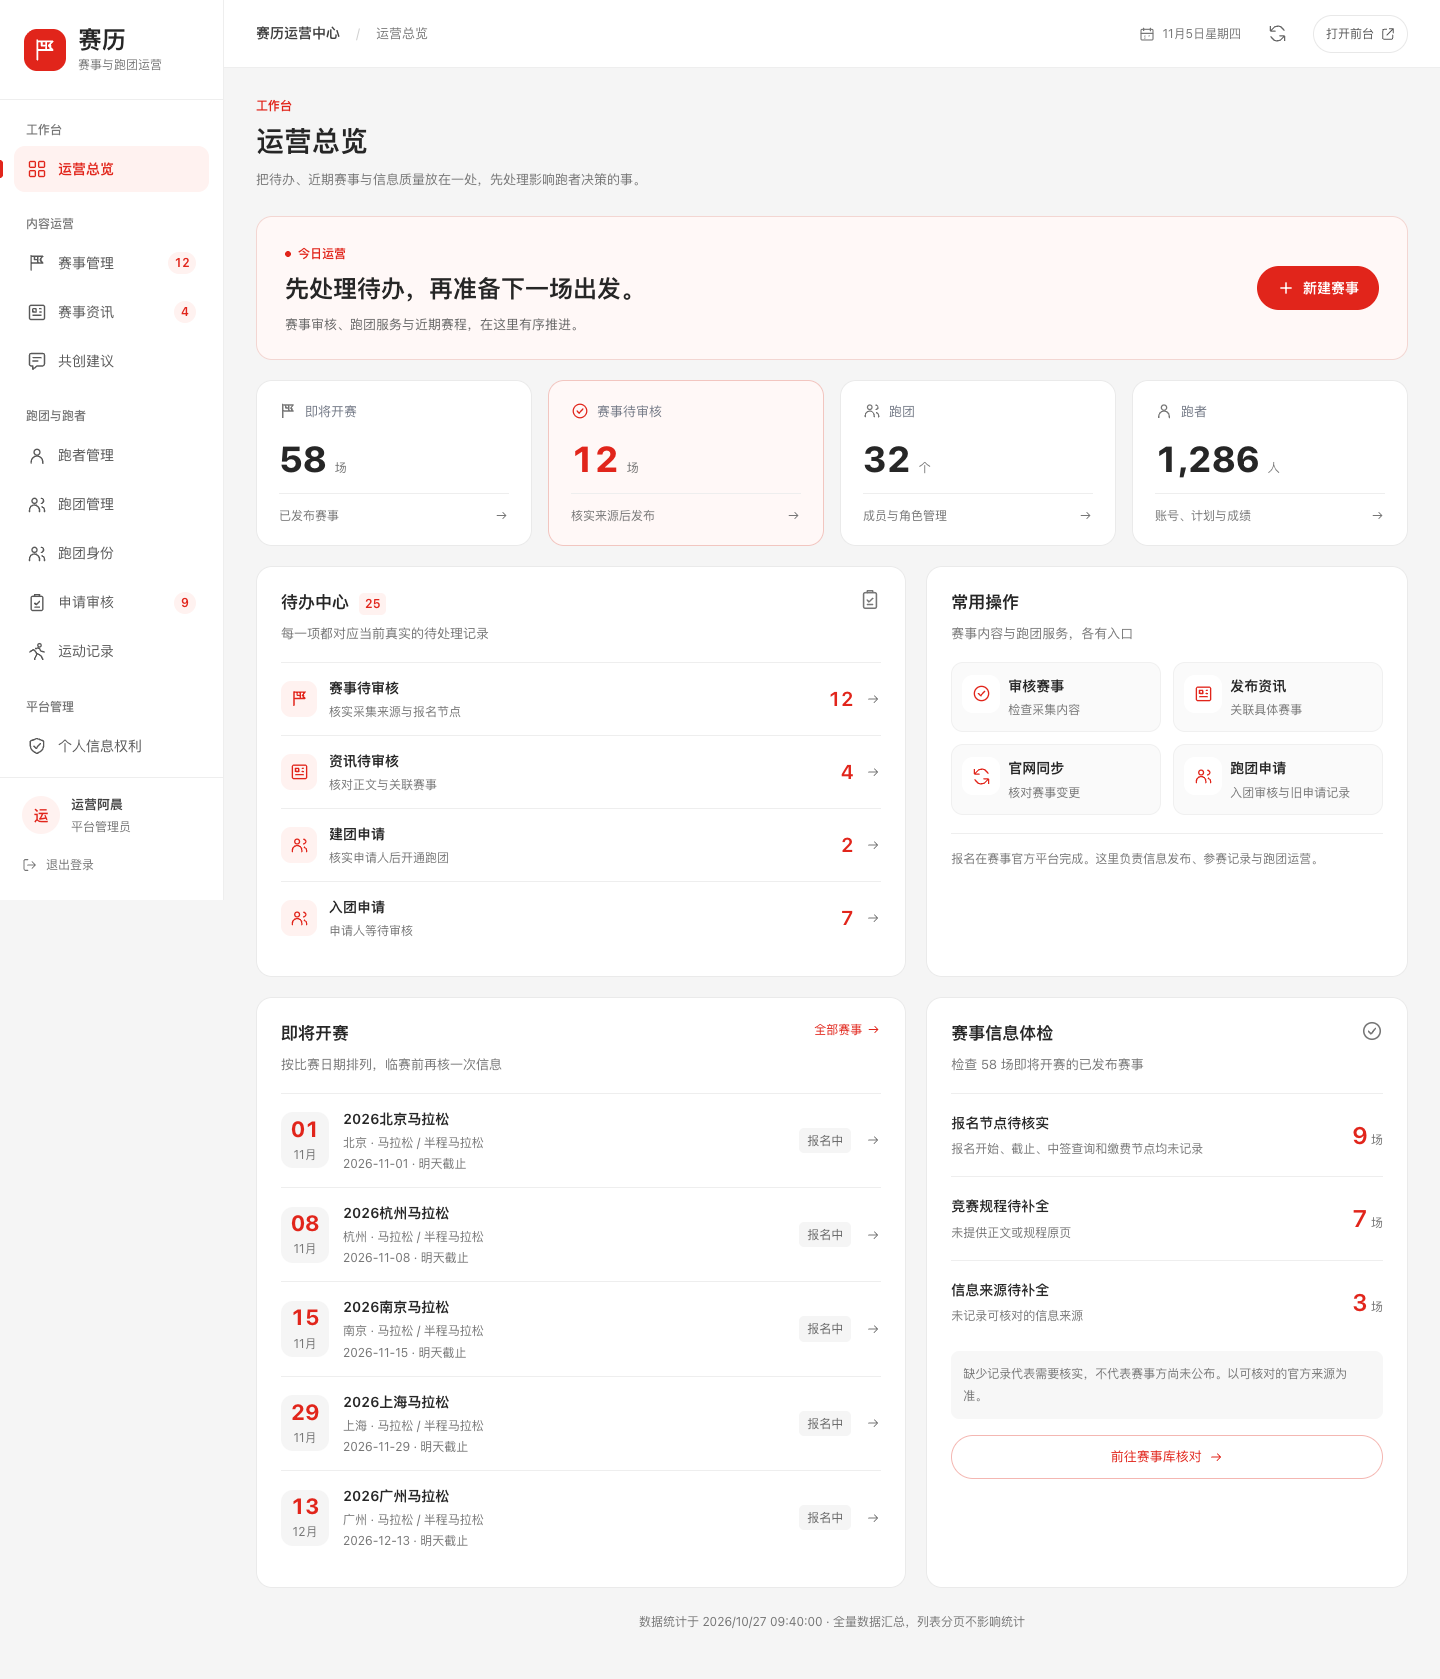 赛历
赛事与跑团运营
工作台
运营总览
内容运营
赛事管理 12
赛事资讯 4
共创建议
跑团与跑者
跑者管理
跑团管理
跑团身份
申请审核 9
运动记录
平台管理
个人信息权利
运 运营阿晨
平台管理员
退出登录
赛历运营中心 / 运营总览
11月5日星期四
打开前台
工作台
运营总览
把待办、近期赛事与信息质量放在一处，先处理影响跑者决策的事。
今日运营
先处理待办，再准备下一场出发。
赛事审核、跑团服务与近期赛程，在这里有序推进。
新建赛事
即将开赛
58 场
已发布赛事
赛事待审核
12 场
核实来源后发布
跑团
32 个
成员与角色管理
跑者
1,286 人
账号、计划与成绩
待办中心 25
每一项都对应当前真实的待处理记录
赛事待审核
核实采集来源与报名节点
12
资讯待审核
核对正文与关联赛事
4
建团申请
核实申请人后开通跑团
2
入团申请
申请人等待审核
7
常用操作
赛事内容与跑团服务，各有入口
审核赛事
检查采集内容
发布资讯
关联具体赛事
官网同步
核对赛事变更
跑团申请
入团审核与旧申请记录
报名在赛事官方平台完成。这里负责信息发布、参赛记录与跑团运营。
即将开赛
全部赛事
按比赛日期排列，临赛前再核一次信息
01
11月
2026北京马拉松
北京 · 马拉松 / 半程马拉松
2026-11-01 · 明天截止
报名中
08
11月
2026杭州马拉松
杭州 · 马拉松 / 半程马拉松
2026-11-08 · 明天截止
报名中
15
11月
2026南京马拉松
南京 · 马拉松 / 半程马拉松
2026-11-15 · 明天截止
报名中
29
11月
2026上海马拉松
上海 · 马拉松 / 半程马拉松
2026-11-29 · 明天截止
报名中
13
12月
2026广州马拉松
广州 · 马拉松 / 半程马拉松
2026-12-13 · 明天截止
报名中
赛事信息体检
检查 58 场即将开赛的已发布赛事
报名节点待核实
报名开始、截止、中签查询和缴费节点均未记录
9 场
竞赛规程待补全
未提供正文或规程原页
7 场
信息来源待补全
未记录可核对的信息来源
3 场
缺少记录代表需要核实，不代表赛事方尚未公布。以可核对的官方来源为
准。
前往赛事库核对
数据统计于 2026/10/27 09:40:00 · 全量数据汇总，列表分页不影响统计